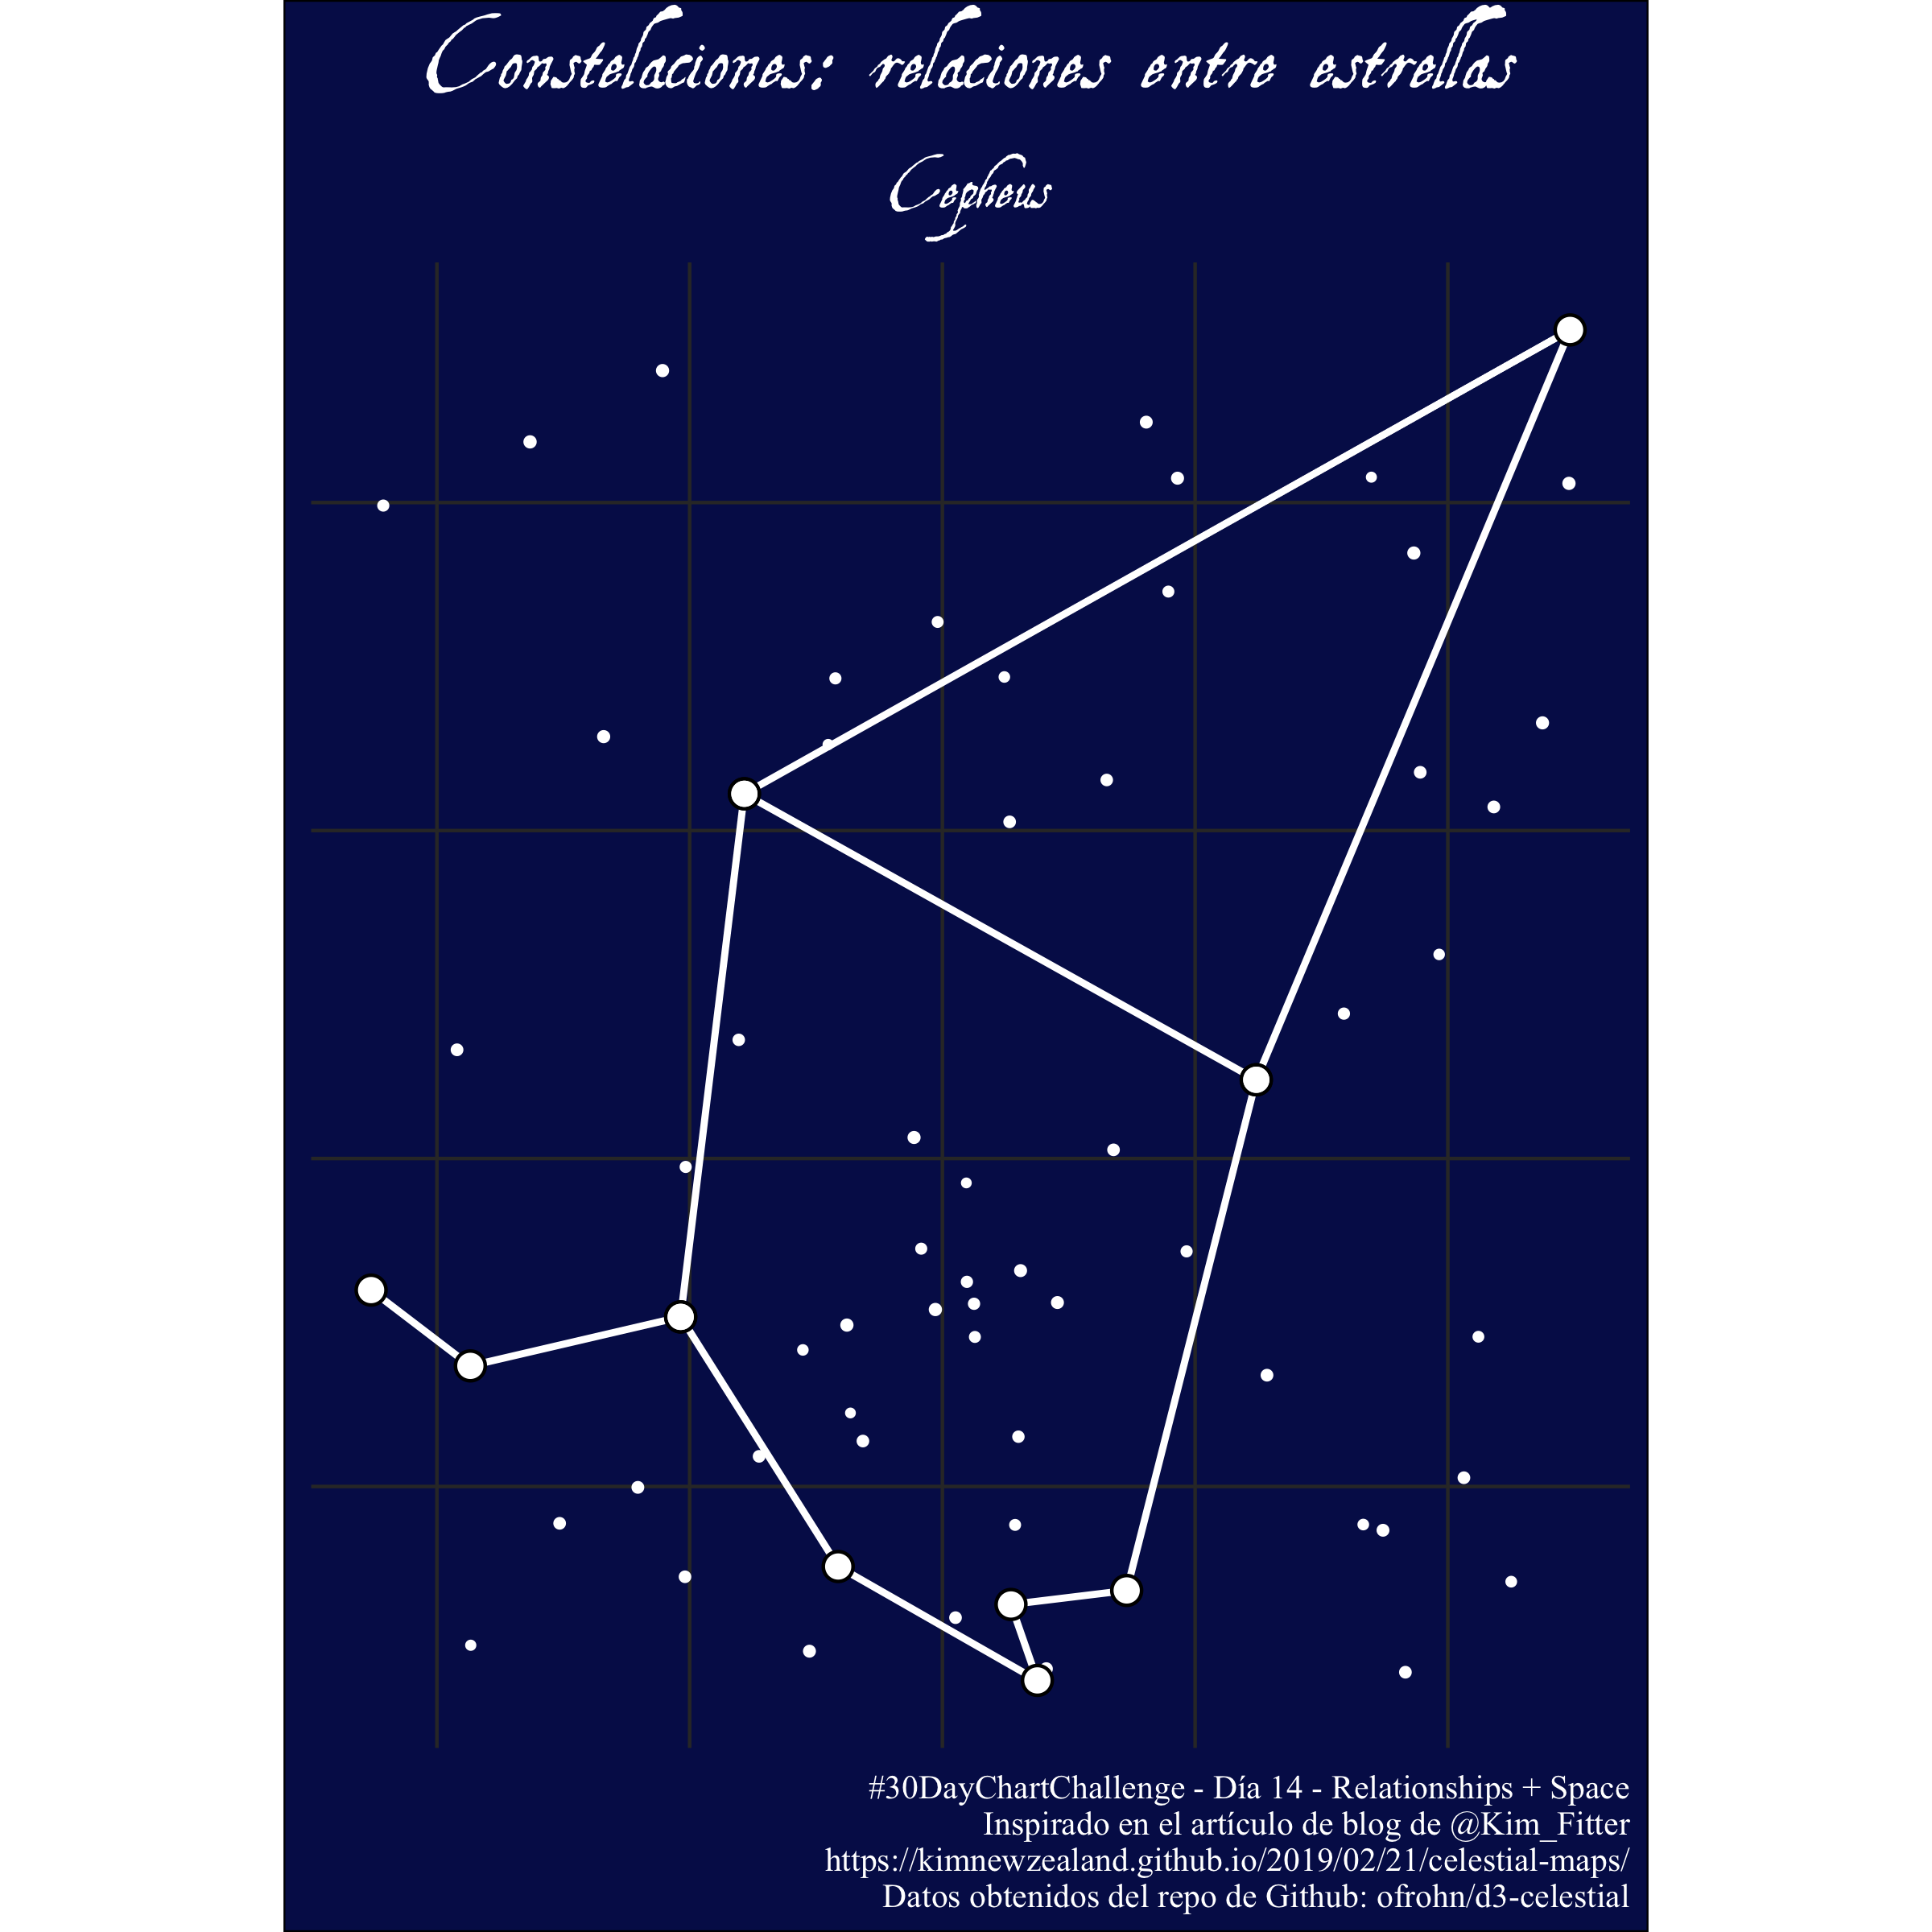 Constelaciones: relaciones entre estrellas
Cepheus
#30DayChartChallenge - Día 14 - Relationships + Space
Inspirado en el artículo de blog de @Kim_Fitter
https://kimnewzealand.github.io/2019/02/21/celestial-maps/
Datos obtenidos del repo de Github: ofrohn/d3-celestial